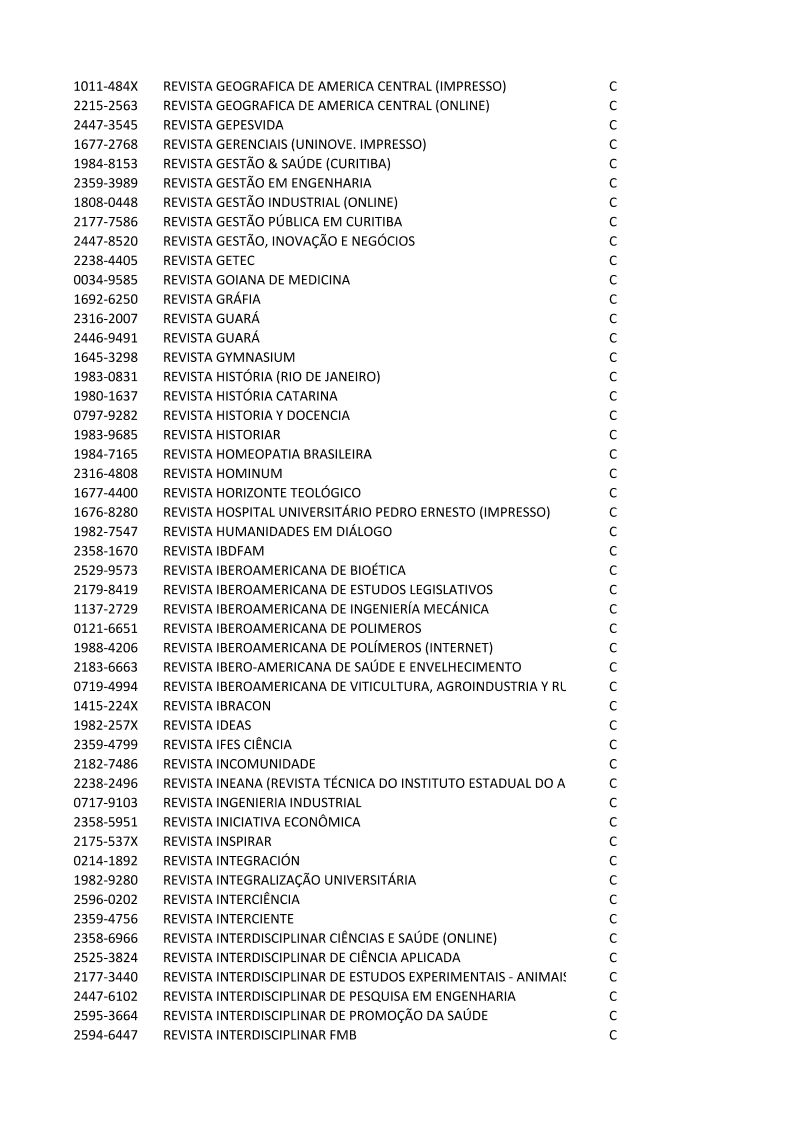 1011-484X REVISTA GEOGRAFICA DE AMERICA CENTRAL (IMPRESSO) C
2215-2563 REVISTA GEOGRAFICA DE AMERICA CENTRAL (ONLINE) C
2447-3545 REVISTA GEPESVIDA C
1677-2768 REVISTA GERENCIAIS (UNINOVE. IMPRESSO) C
1984-8153 REVISTA GESTÃO & SAÚDE (CURITIBA) C
2359-3989 REVISTA GESTÃO EM ENGENHARIA C
1808-0448 REVISTA GESTÃO INDUSTRIAL (ONLINE) C
2177-7586 REVISTA GESTÃO PÚBLICA EM CURITIBA C
2447-8520 REVISTA GESTÃO, INOVAÇÃO E NEGÓCIOS C
2238-4405 REVISTA GETEC C
0034-9585 REVISTA GOIANA DE MEDICINA C
1692-6250 REVISTA GRÁFIA C
2316-2007 REVISTA GUARÁ C
2446-9491 REVISTA GUARÁ C
1645-3298 REVISTA GYMNASIUM C
1983-0831 REVISTA HISTÓRIA (RIO DE JANEIRO) C
1980-1637 REVISTA HISTÓRIA CATARINA C
0797-9282 REVISTA HISTORIA Y DOCENCIA C
1983-9685 REVISTA HISTORIAR C
1984-7165 REVISTA HOMEOPATIA BRASILEIRA C
2316-4808 REVISTA HOMINUM C
1677-4400 REVISTA HORIZONTE TEOLÓGICO C
1676-8280 REVISTA HOSPITAL UNIVERSITÁRIO PEDRO ERNESTO (IMPRESSO) C
1982-7547 REVISTA HUMANIDADES EM DIÁLOGO C
2358-1670 REVISTA IBDFAM C
2529-9573 REVISTA IBEROAMERICANA DE BIOÉTICA C
2179-8419 REVISTA IBEROAMERICANA DE ESTUDOS LEGISLATIVOS C
1137-2729 REVISTA IBEROAMERICANA DE INGENIERÍA MECÁNICA C
0121-6651 REVISTA IBEROAMERICANA DE POLIMEROS C
1988-4206 REVISTA IBEROAMERICANA DE POLÍMEROS (INTERNET) C
2183-6663 REVISTA IBERO-AMERICANA DE SAÚDE E ENVELHECIMENTO C
0719-4994 REVISTA IBEROAMERICANA DE VITICULTURA, AGROINDUSTRIA Y RU C
1415-224X REVISTA IBRACON C
1982-257X REVISTA IDEAS C
2359-4799 REVISTA IFES CIÊNCIA C
2182-7486 REVISTA INCOMUNIDADE C
2238-2496 REVISTA INEANA (REVISTA TÉCNICA DO INSTITUTO ESTADUAL DO A C
0717-9103 REVISTA INGENIERIA INDUSTRIAL C
2358-5951 REVISTA INICIATIVA ECONÔMICA C
2175-537X REVISTA INSPIRAR C
0214-1892 REVISTA INTEGRACIÓN C
1982-9280 REVISTA INTEGRALIZAÇÃO UNIVERSITÁRIA C
2596-0202 REVISTA INTERCIÊNCIA C
2359-4756 REVISTA INTERCIENTE C
2358-6966 REVISTA INTERDISCIPLINAR CIÊNCIAS E SAÚDE (ONLINE) C
2525-3824 REVISTA INTERDISCIPLINAR DE CIÊNCIA APLICADA C
2177-3440 REVISTA INTERDISCIPLINAR DE ESTUDOS EXPERIMENTAIS - ANIMAIS C
2447-6102 REVISTA INTERDISCIPLINAR DE PESQUISA EM ENGENHARIA C
2595-3664 REVISTA INTERDISCIPLINAR DE PROMOÇÃO DA SAÚDE C
2594-6447 REVISTA INTERDISCIPLINAR FMB C